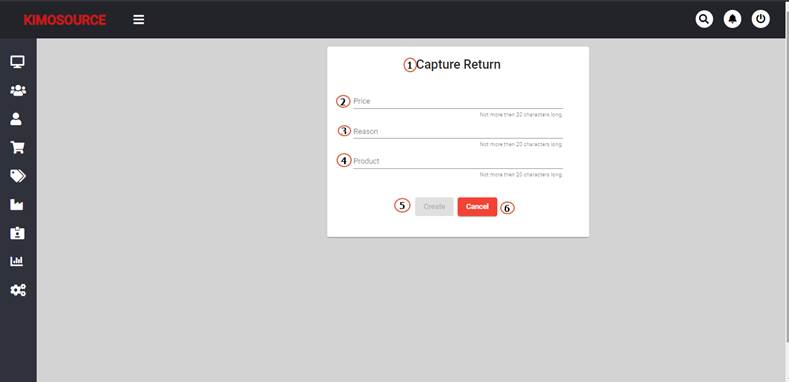 KIMOSOURCE
1 Capture Return
2 Price
Not more then 20 characters long.
3 Reason
Not more then 20 characters long.
4 Product
Not more then 20 characters long.
5 Create Cancel 6